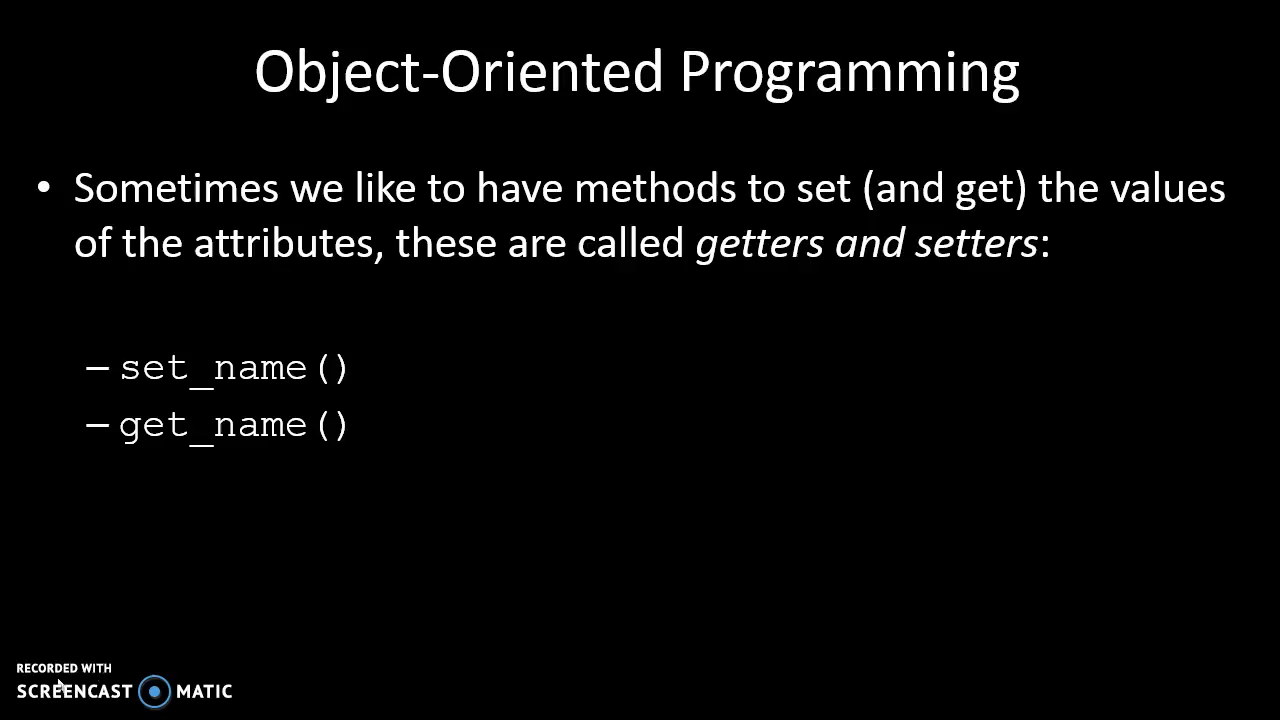 Object-Oriented Programming
• Sometimes we like to have methods to set (and get) the values
of the attributes, these are called getters and setters:
– set_name()
– get_name()
RECORDED WITH
SCREENCAST MATIC